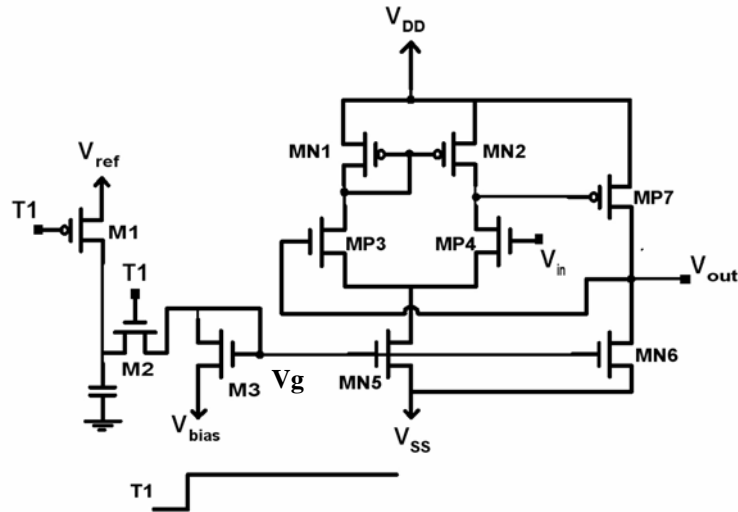 VDD
MN1
MN2
Vref
T1
M1
MP7
MP3
MP4
Vin
Vout
T1
M2
M3
Vg
MN5
MN6
Vbias
VSS
T1